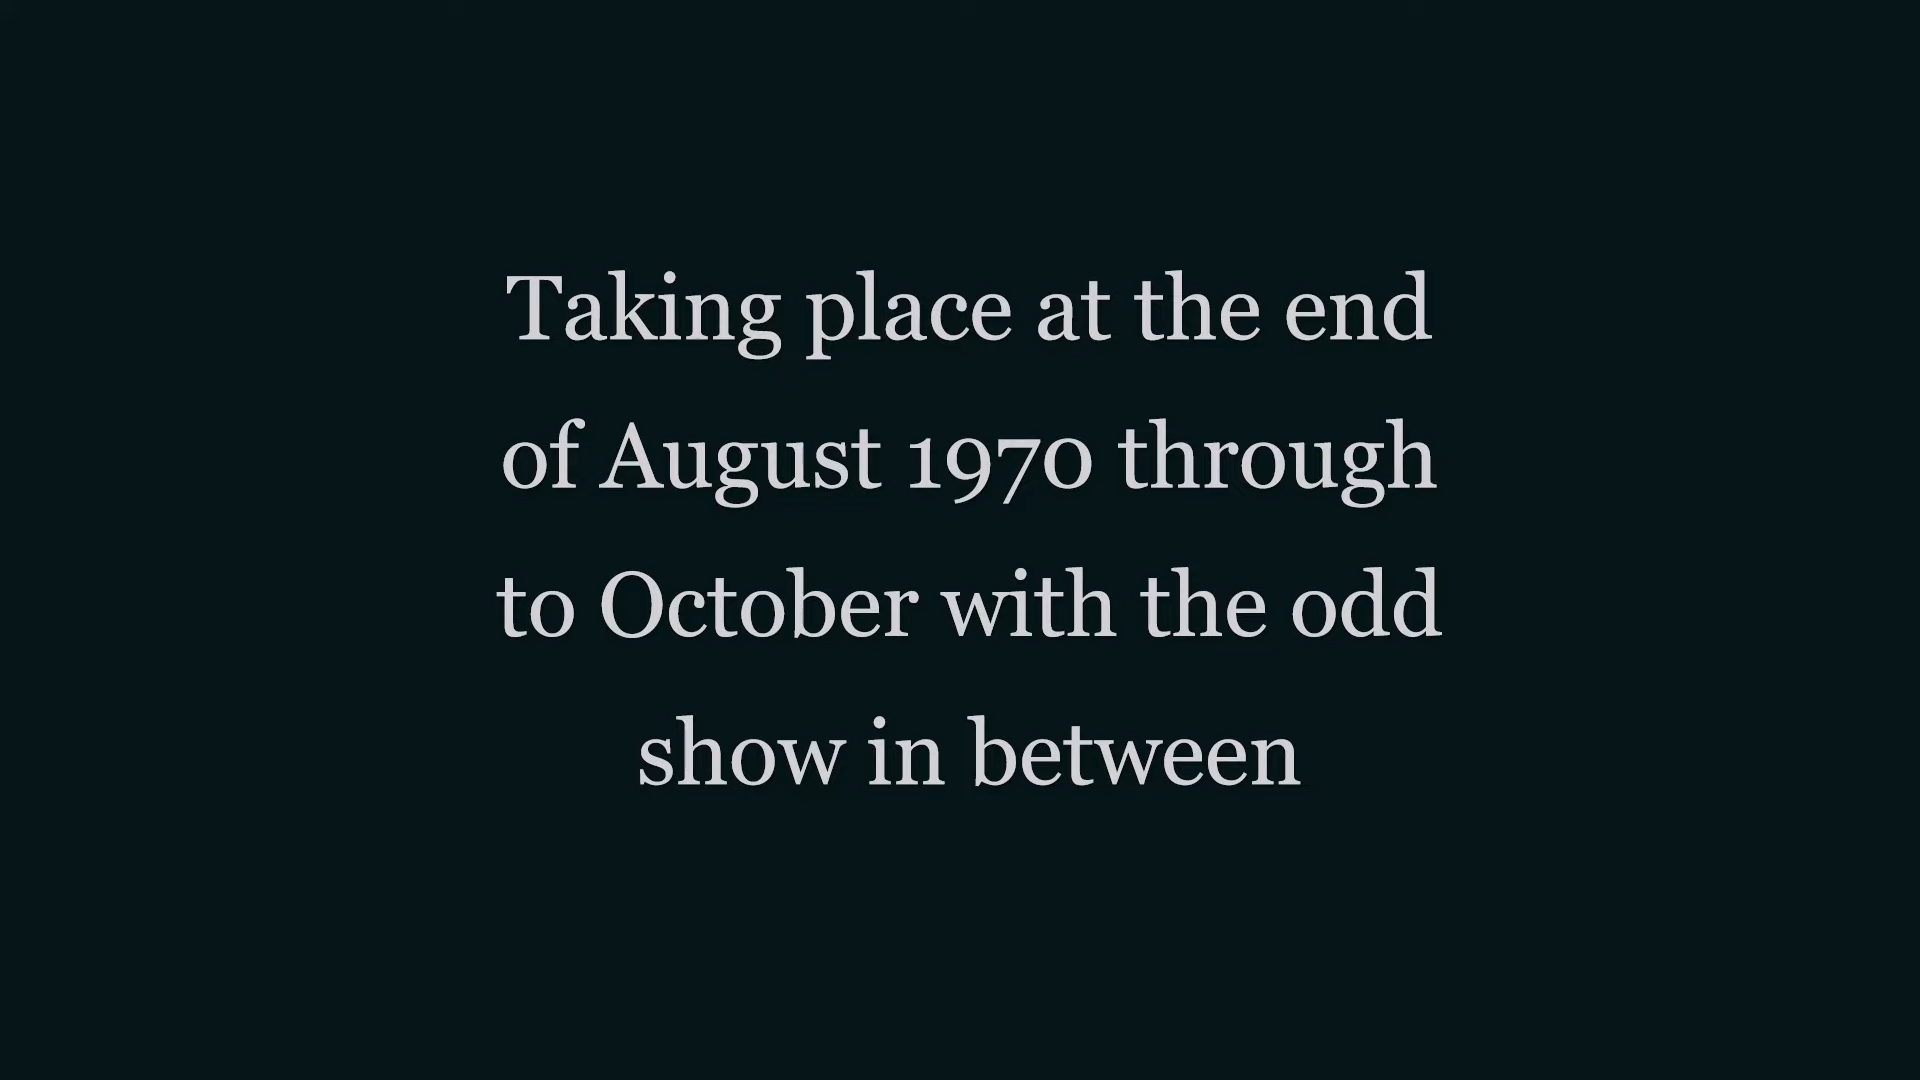 Taking place at the end
of August 1970 through
to October with the odd
show in between